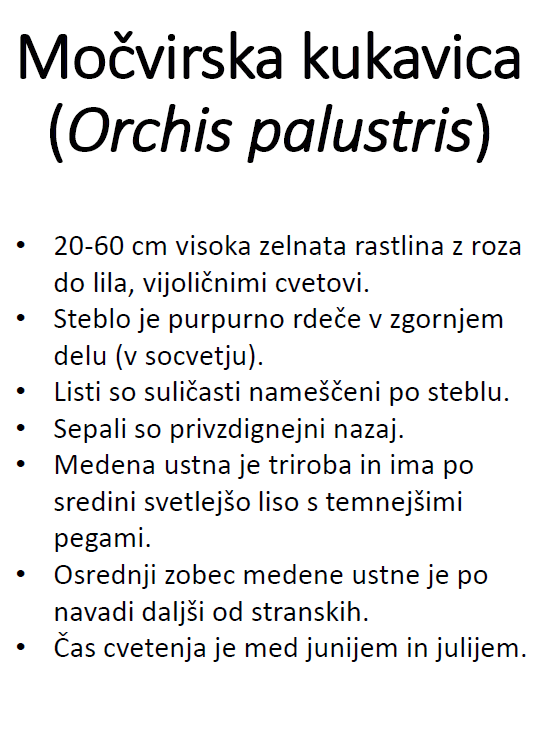 Močvirska kukavica
(Orchis palustris)
• 20-60 cm visoka zelnata rastlina z roza
do lila, vijoličnimi cvetovi.
• Steblo je purpurno rdeče v zgornjem
delu (v socvetju).
• Listi so suličasti nameščeni po steblu.
• Sepali so privzdignejni nazaj.
• Medena ustna je triroba in ima po
sredini svetlejšo liso s temnejšimi
pegami.
• Osrednji zobec medene ustne je po
navadi daljši od stranskih.
• Čas cvetenja je med junijem in julijem.